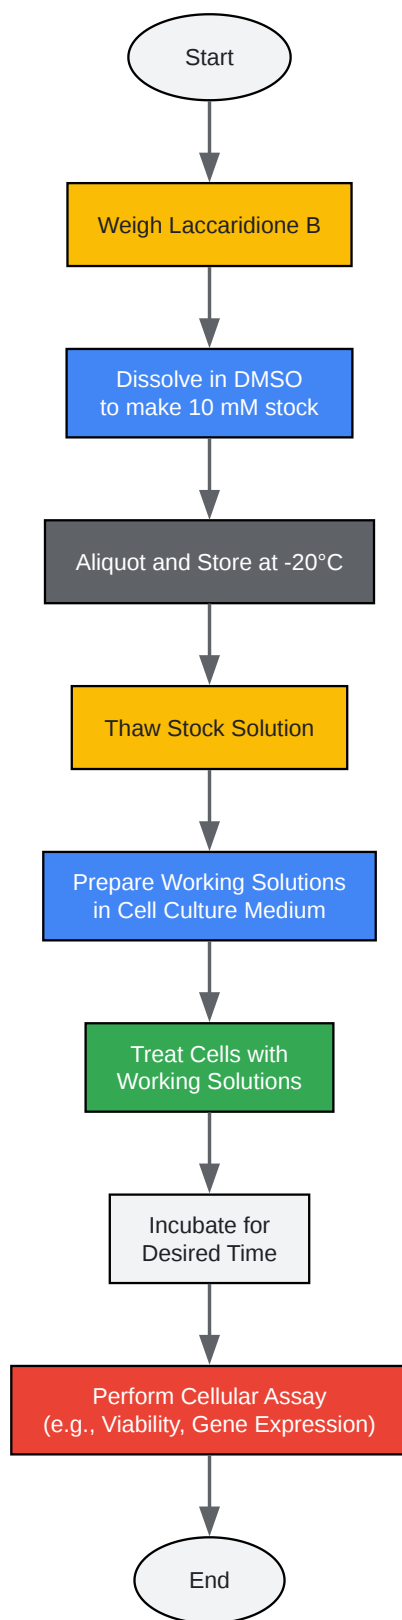 Start
Weigh Laccaridione B
Dissolve in DMSO
to make 10 mM stock
Aliquot and Store at -20°C
Thaw Stock Solution
Prepare Working Solutions
in Cell Culture Medium
Treat Cells with
Working Solutions
Incubate for
Desired Time
Perform Cellular Assay
(e.g., Viability, Gene Expression)
End